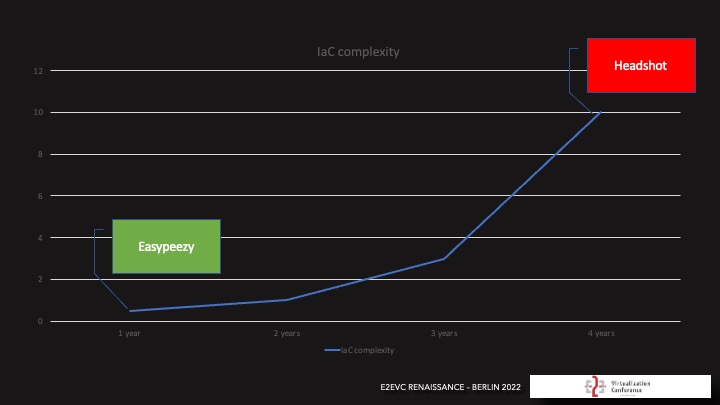 IaC complexity
Headshot
12
10
8
6
Easypeezy
4
2
0
1 year
2 years
3 years
4 years
IaC complexity
E2EVC RENAISSANCE - BERLIN 2022
Virtualization
Conference